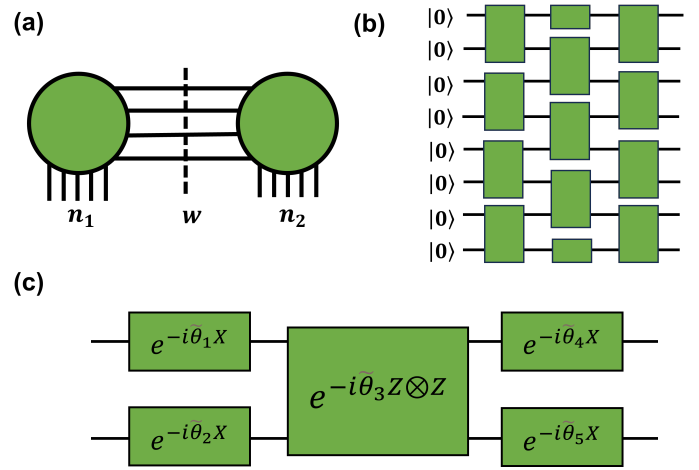 (a)
n₁ w n₂
(b)
|0⟩
|0⟩
|0⟩
|0⟩
|0⟩
|0⟩
|0⟩
|0⟩
(c)
e^{-iθ̃₁X} e^{-iθ̃₄X}
e^{-iθ̃₃Z⊗Z}
e^{-iθ̃₂X} e^{-iθ̃₅X}